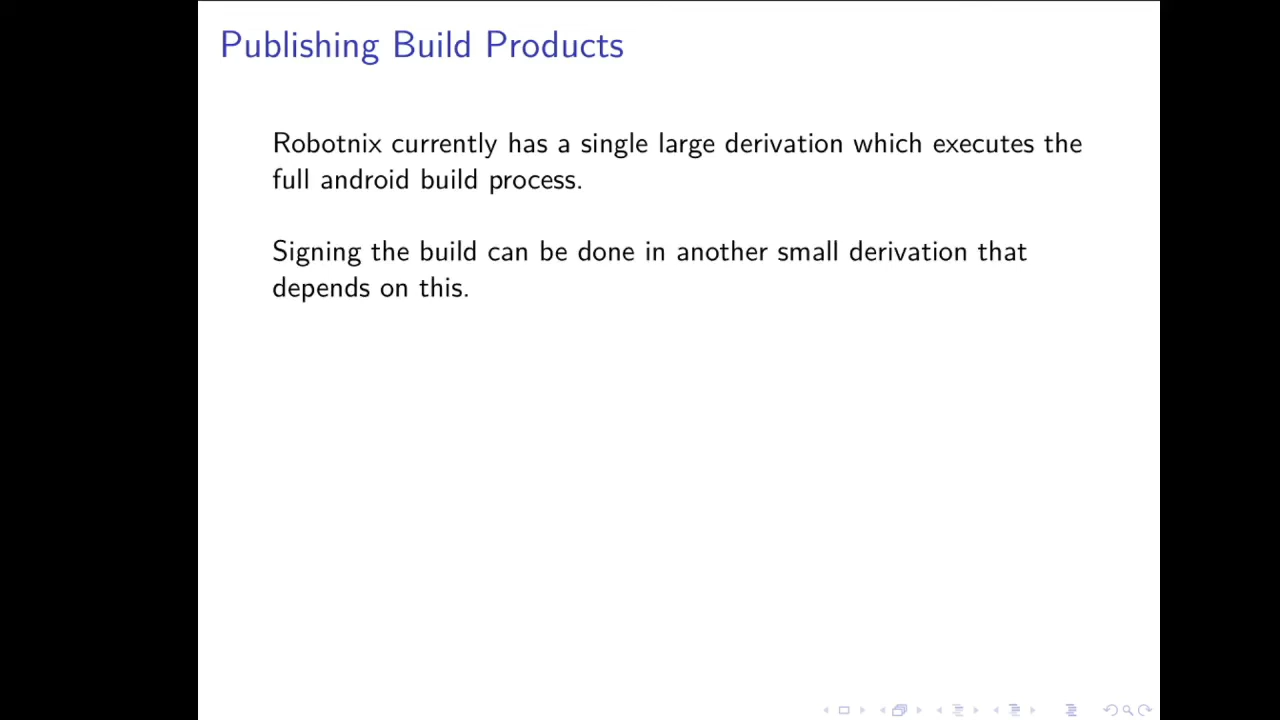 Publishing Build Products
Robotnix currently has a single large derivation which executes the
full android build process.
Signing the build can be done in another small derivation that
depends on this.